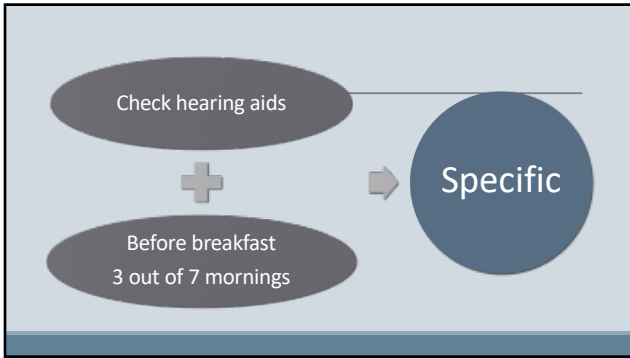 Check hearing aids
Before breakfast
3 out of 7 mornings
Specific